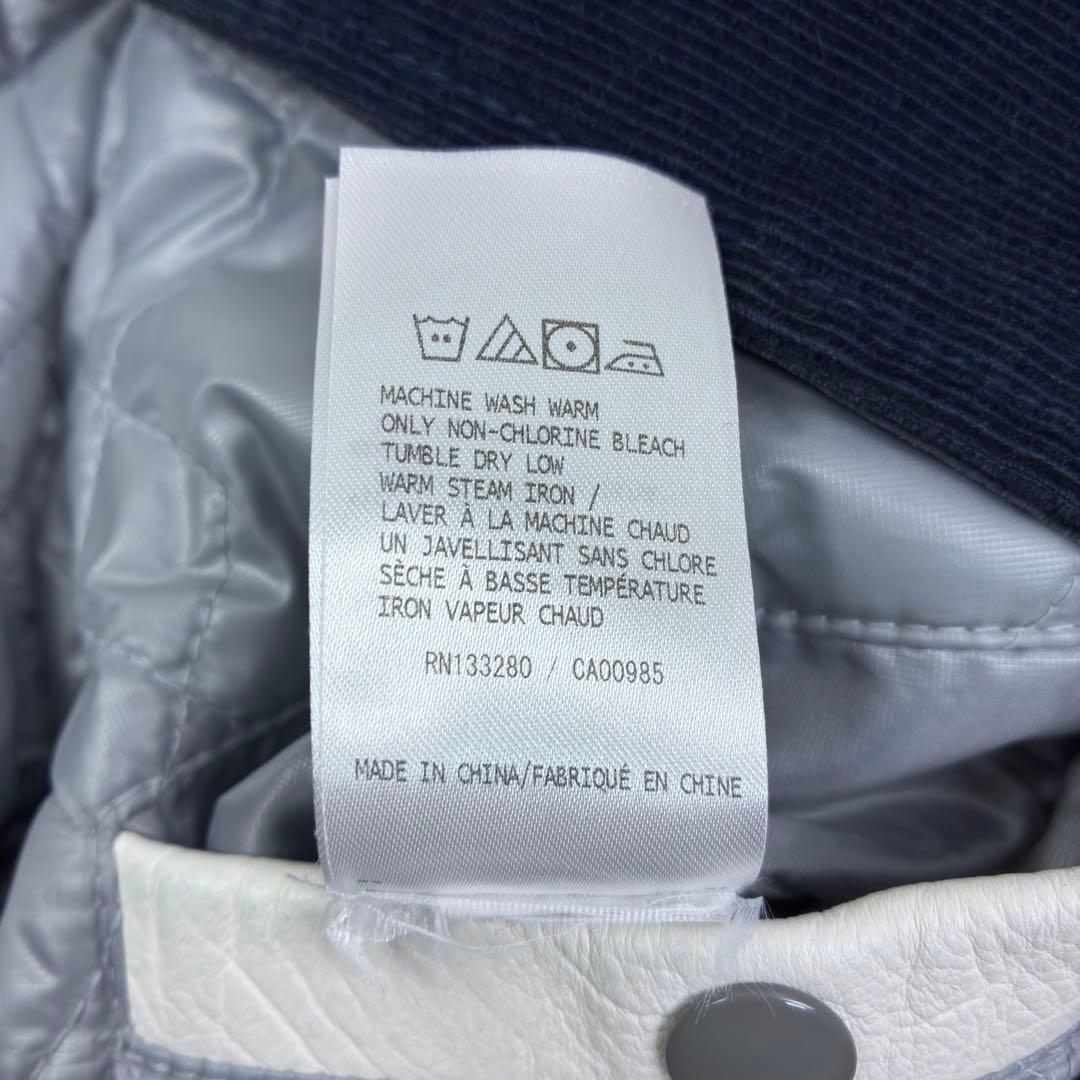 MACHINE WASH WARM
ONLY NON-CHLORINE BLEACH
TUMBLE DRY LOW
WARM STEAM IRON /
LAVER À LA MACHINE CHAUD
UN JAVELLISANT SANS CHLORE
SÈCHE À BASSE TEMPÉRATURE
IRON VAPEUR CHAUD
RN133280 / CA00985
MADE IN CHINA/FABRIQUÉ EN CHINE